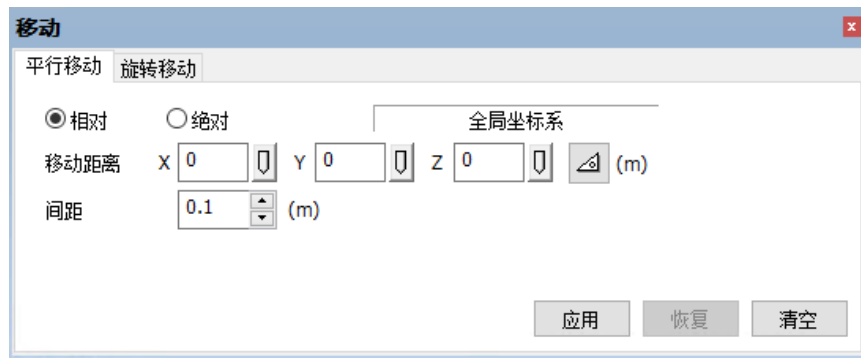 移动
平行移动 旋转移动
相对 绝对 全局坐标系
移动距离 X 0 Y 0 Z 0 (m)
间距 0.1 (m)
应用 恢复 清空